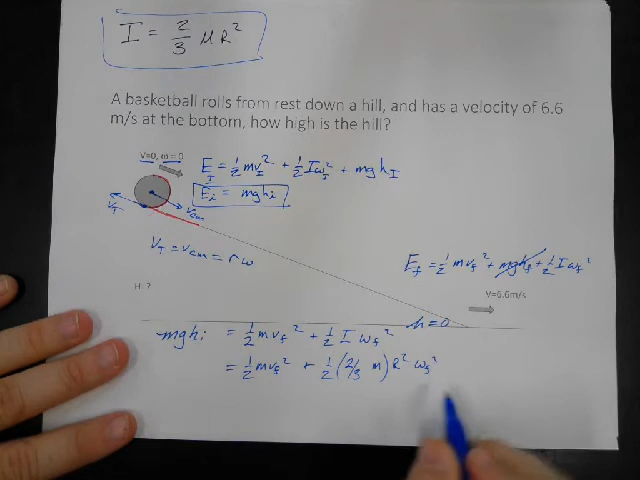 I = 2/3 MR²
A basketball rolls from rest down a hill, and has a velocity of 6.6
m/s at the bottom, how high is the hill?
V=0, ω=0
E_I = ½mv_I² + ½Iω_I² + mgh_I
E_i = mgh_i
V_T
V_cm
V_T = V_cm = rω
E_f = ½mv_f² + mgh_f + ½Iω_f²
H: ?
V=6.6m/s
h=0
mgh_i = ½mv_f² + ½Iω_f²
= ½mv_f² + ½(2/3 m)R²ω_f²